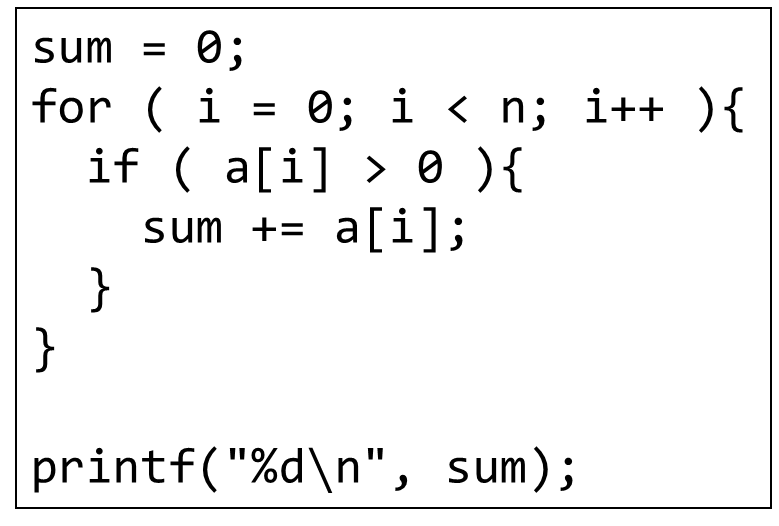 sum = 0;
for ( i = 0; i < n; i++ ){
  if ( a[i] > 0 ){
    sum += a[i];
  }
}

printf("%d\n", sum);